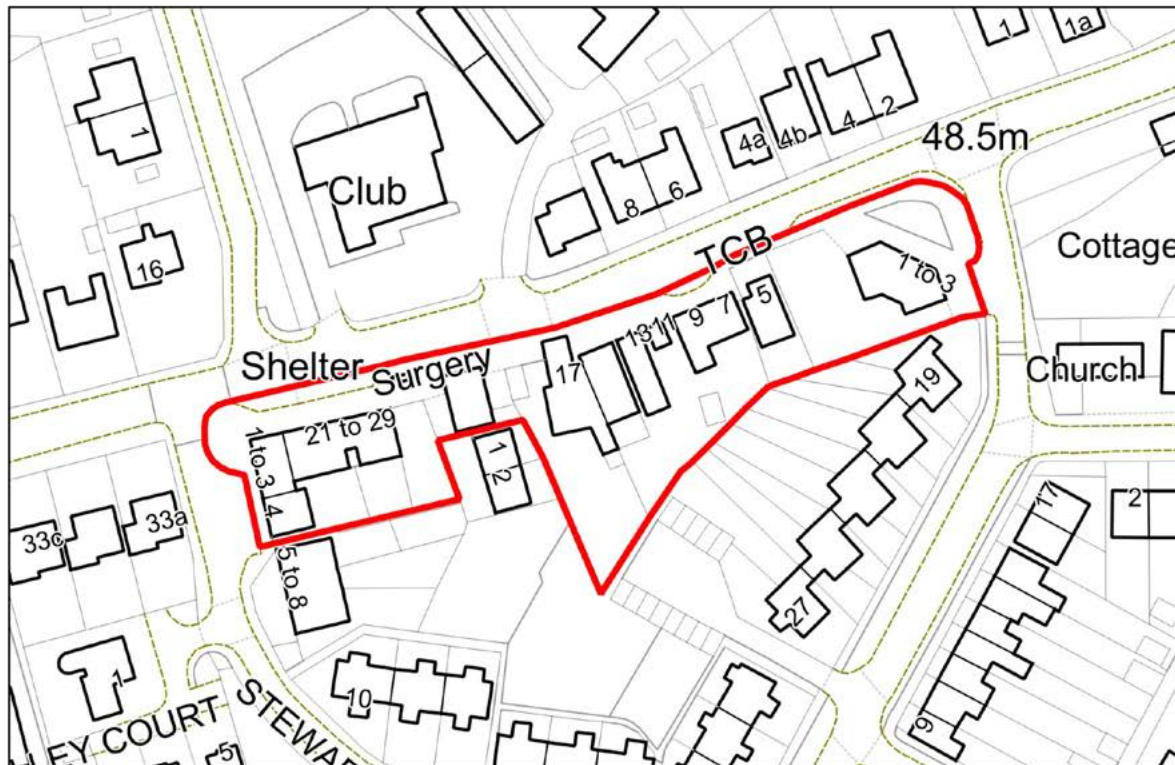 1
1a
1
4a
4b
4
2
48.5m
8
6
Club
16
TCB
Cottage
1 to 3
5
7
9
11
13
17
Shelter
Surgery
Church
19
21 to 29
1 to 3
4
1
2
33c
33a
5 to 8
17
2
27
1
10
9
LEY COURT
STEWAR
5